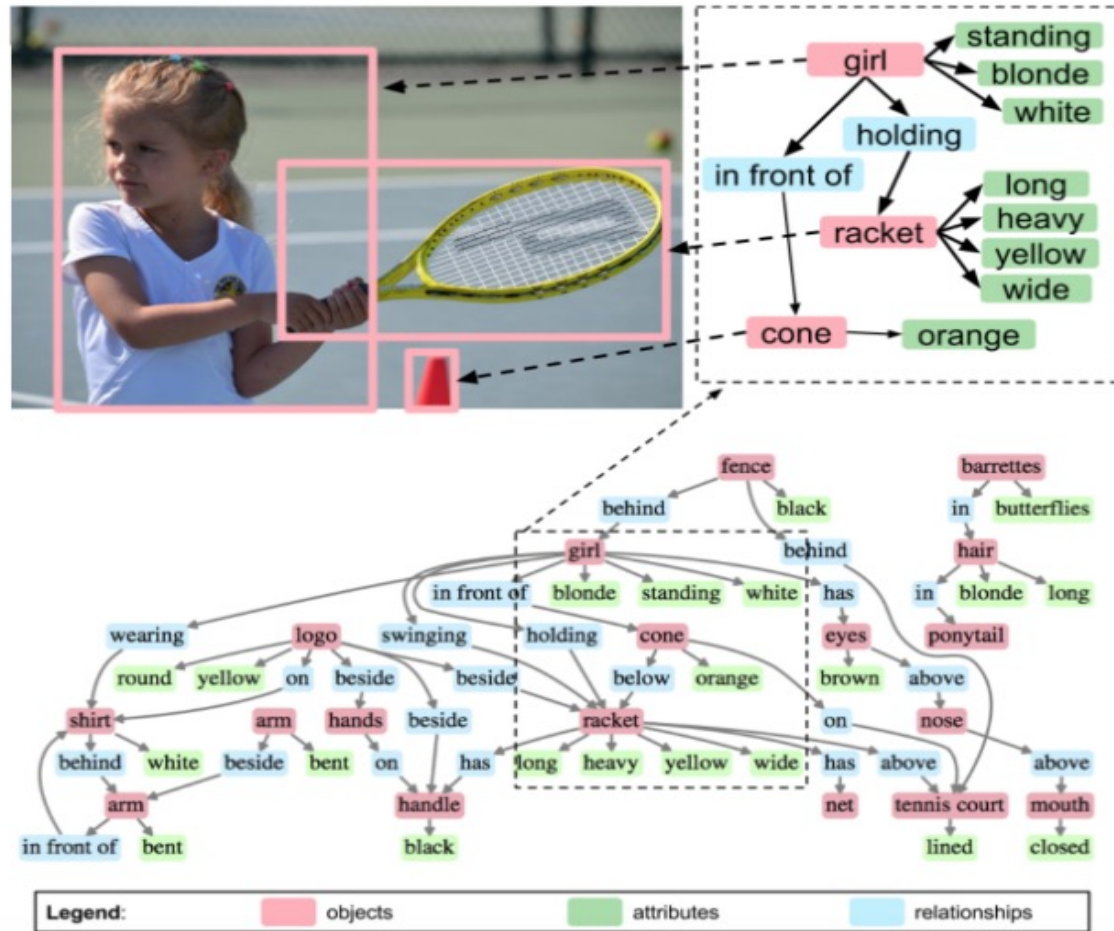 girl
standing
blonde
white
holding
in front of
long
heavy
racket
yellow
wide
cone
orange
fence
barrettes
behind
black
in
butterflies
girl
behind
hair
in front of
blonde
standing
white
has
in
blonde
long
wearing
logo
swinging
holding
cone
eyes
ponytail
round
yellow
on
beside
beside
below
orange
brown
above
shirt
arm
hands
beside
racket
on
nose
behind
white
beside
bent
on
has
long
heavy
yellow
wide
has
above
above
arm
handle
net
tennis court
mouth
in front of
bent
black
lined
closed
Legend:
objects
attributes
relationships